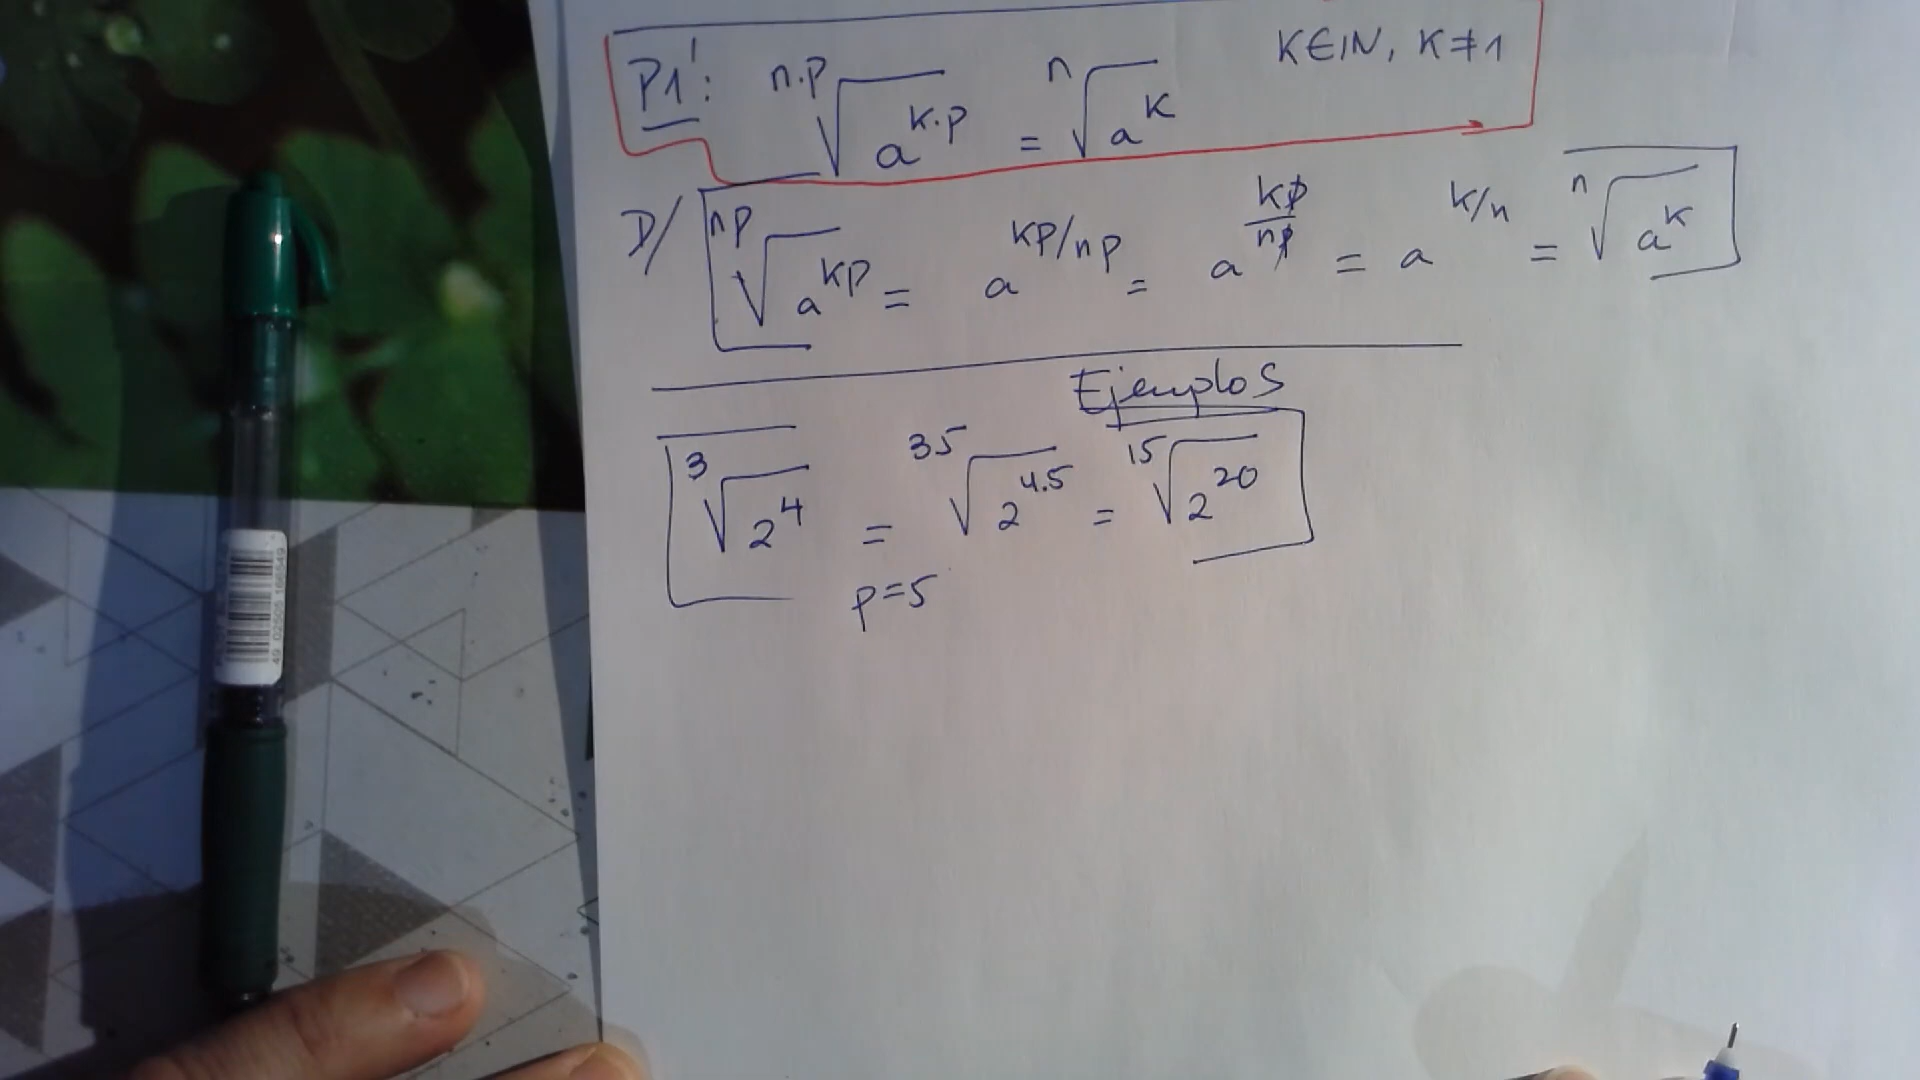 P1': ⁿ·ᵖ√a^(k·p) = ⁿ√a^k K∈ℕ, K≠1
D/ ⁿᵖ√a^(kp) = a^(kp/np) = a^(kp/np) = a^(k/n) = ⁿ√a^k
Ejemplos
³√2^4 = ³⁵√2^(4.5) = ¹⁵√2^20
p=5